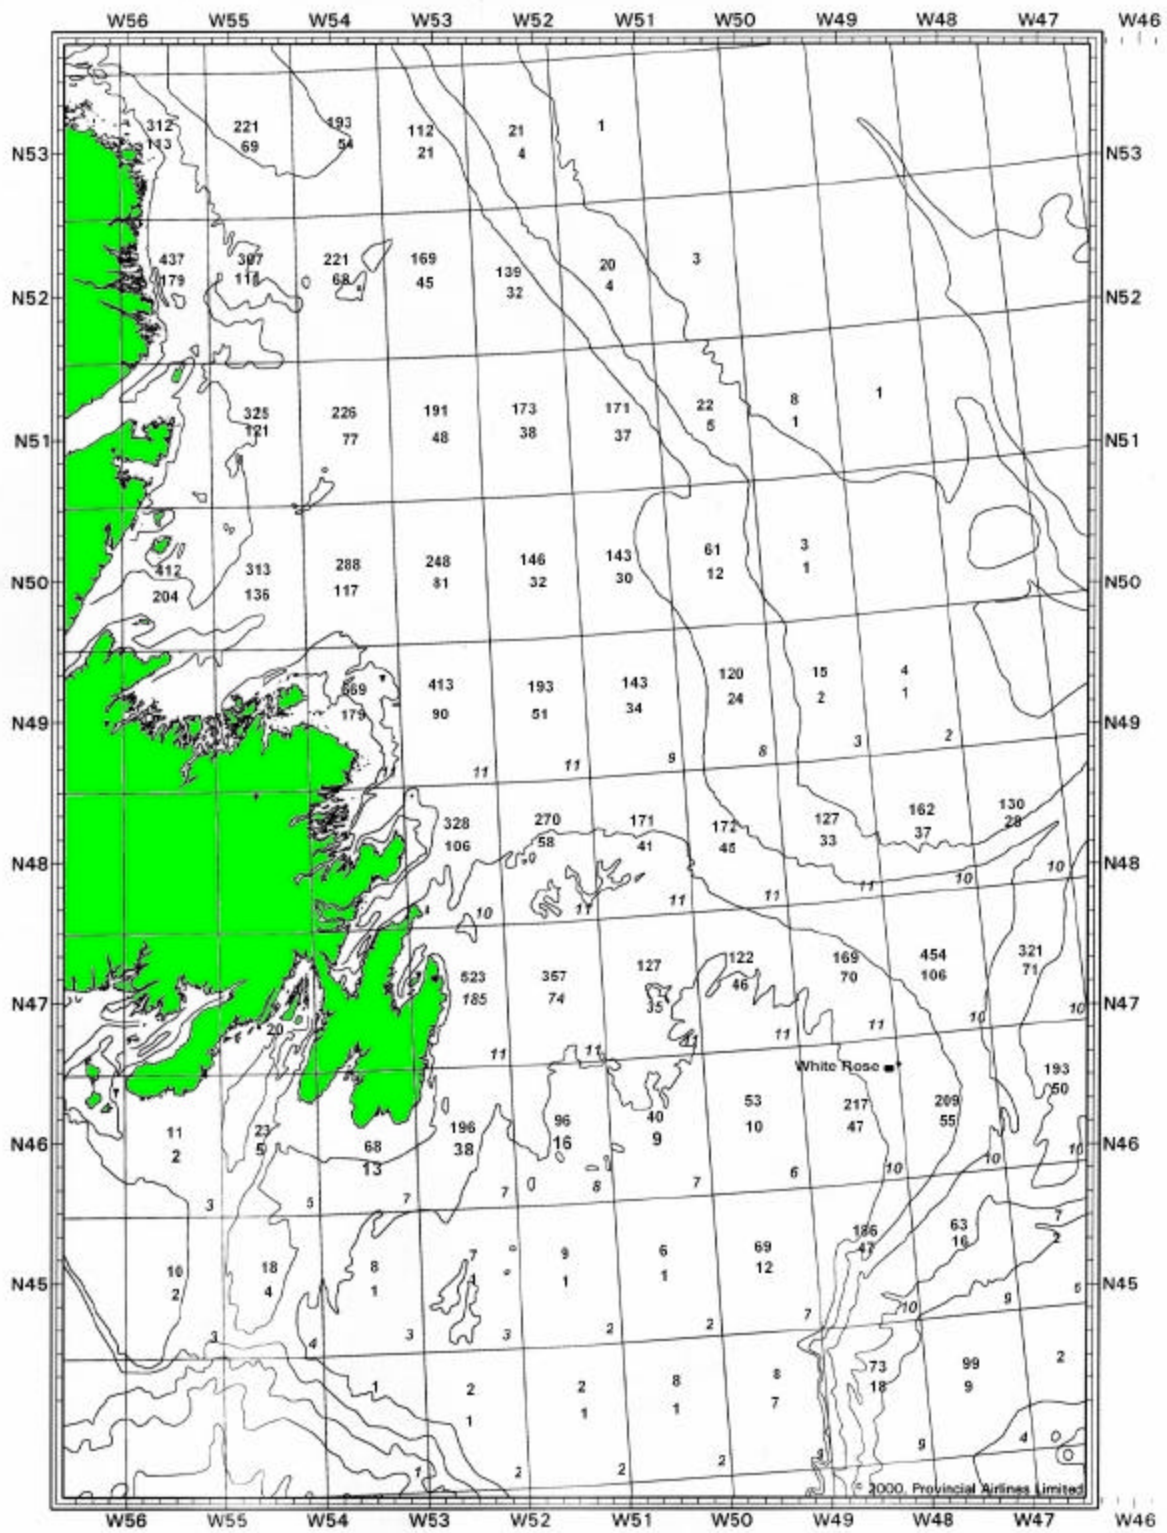 W56 W55 W54 W53 W52 W51 W50 W49 W48 W47 W46
312 221 193 112 21 1
113 69 54 21 4
N53 N53
437 307 221 169 139 20 3
179 68 45 32 4
N52 N52
325 226 191 173 171 22 8 1
121 77 48 38 37 5 1
N51 N51
412 313 288 248 146 143 61 3
204 136 117 81 32 30 12 1
N50 N50
669 413 193 143 120 15 4
179 90 51 34 24 2 1
N49 N49
11 11 9 8 3 2
328 270 171 172 127 162 130
106 58 41 45 33 37 28
N48 N48
10 11 11 11 11 10 10
523 357 127 122 169 454 321
185 74 35 46 70 106 71
N47 N47
20
11 11 11 11 11 10 10
White Rose
11 23 68 196 96 40 53 217 209 193
2 5 13 38 16 9 10 47 55 50
N46 N46
3 5 7 7 8 7 6 10 10 10
10 18 8 7 9 6 69 186 63 7
2 4 1 1 1 1 12 47 16 2
N45 N45
3 4 3 3 2 2 7 10 9 6
1 2 2 8 8 73 99 2
1 1 1 7 18 9
1 2 2 2 9 9 4
© 2000, Provincial Airlines Limited
W56 W55 W54 W53 W52 W51 W50 W49 W48 W47 W46